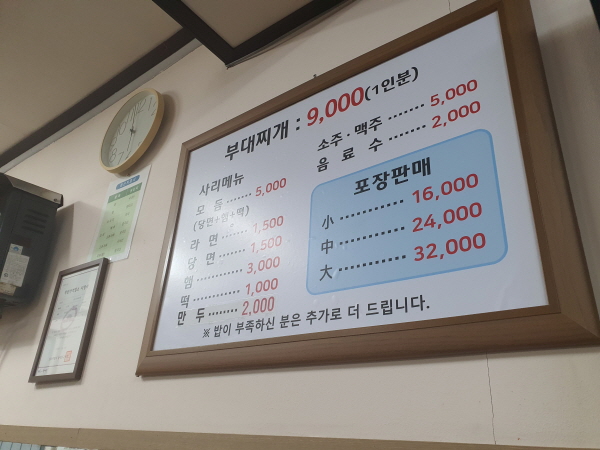 부대찌개 : 9,000(1인분)
사리메뉴
모 듬 ······· 5,000
(당면+햄+떡)
라 면 ······· 1,500
당 면 ······· 1,500
햄 ············ 3,000
떡 ············ 1,000
만 두 ········ 2,000
소주·맥주 ······· 5,000
음 료 수 ······· 2,000
포장판매
小 ············ 16,000
中 ············ 24,000
大 ············ 32,000
※ 밥이 부족하신 분은 추가로 더 드립니다.